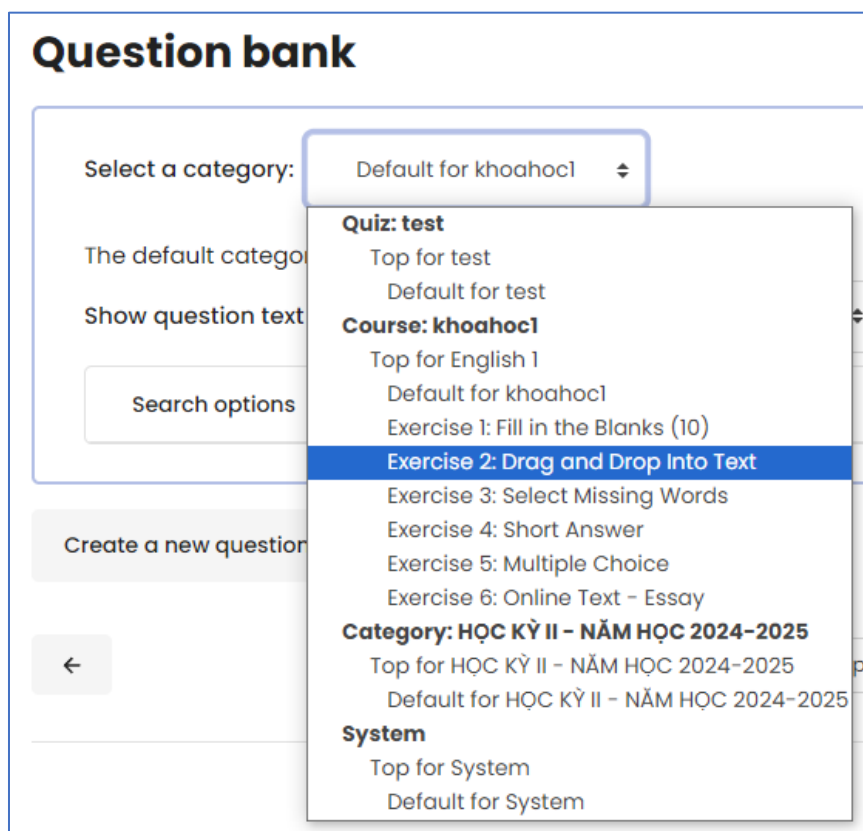 Question bank
Select a category:
Default for khoahoc1
Quiz: test
The default
Top for test
Default for test
Show question text
Course: khoahoc1
Top for English 1
Default for khoahoc1
Search options
Exercise 1: Fill in the Blanks (10)
Exercise 2: Drag and Drop Into Text
Exercise 3: Select Missing Words
Exercise 4: Short Answer
Create a new question
Exercise 5: Multiple Choice
Exercise 6: Online Text - Essay
Category: HỌC KỲ II - NĂM HỌC 2024-2025
Top for HỌC KỲ II - NĂM HỌC 2024-2025
Default for HỌC KỲ II - NĂM HỌC 2024-2025
System
Top for System
Default for System